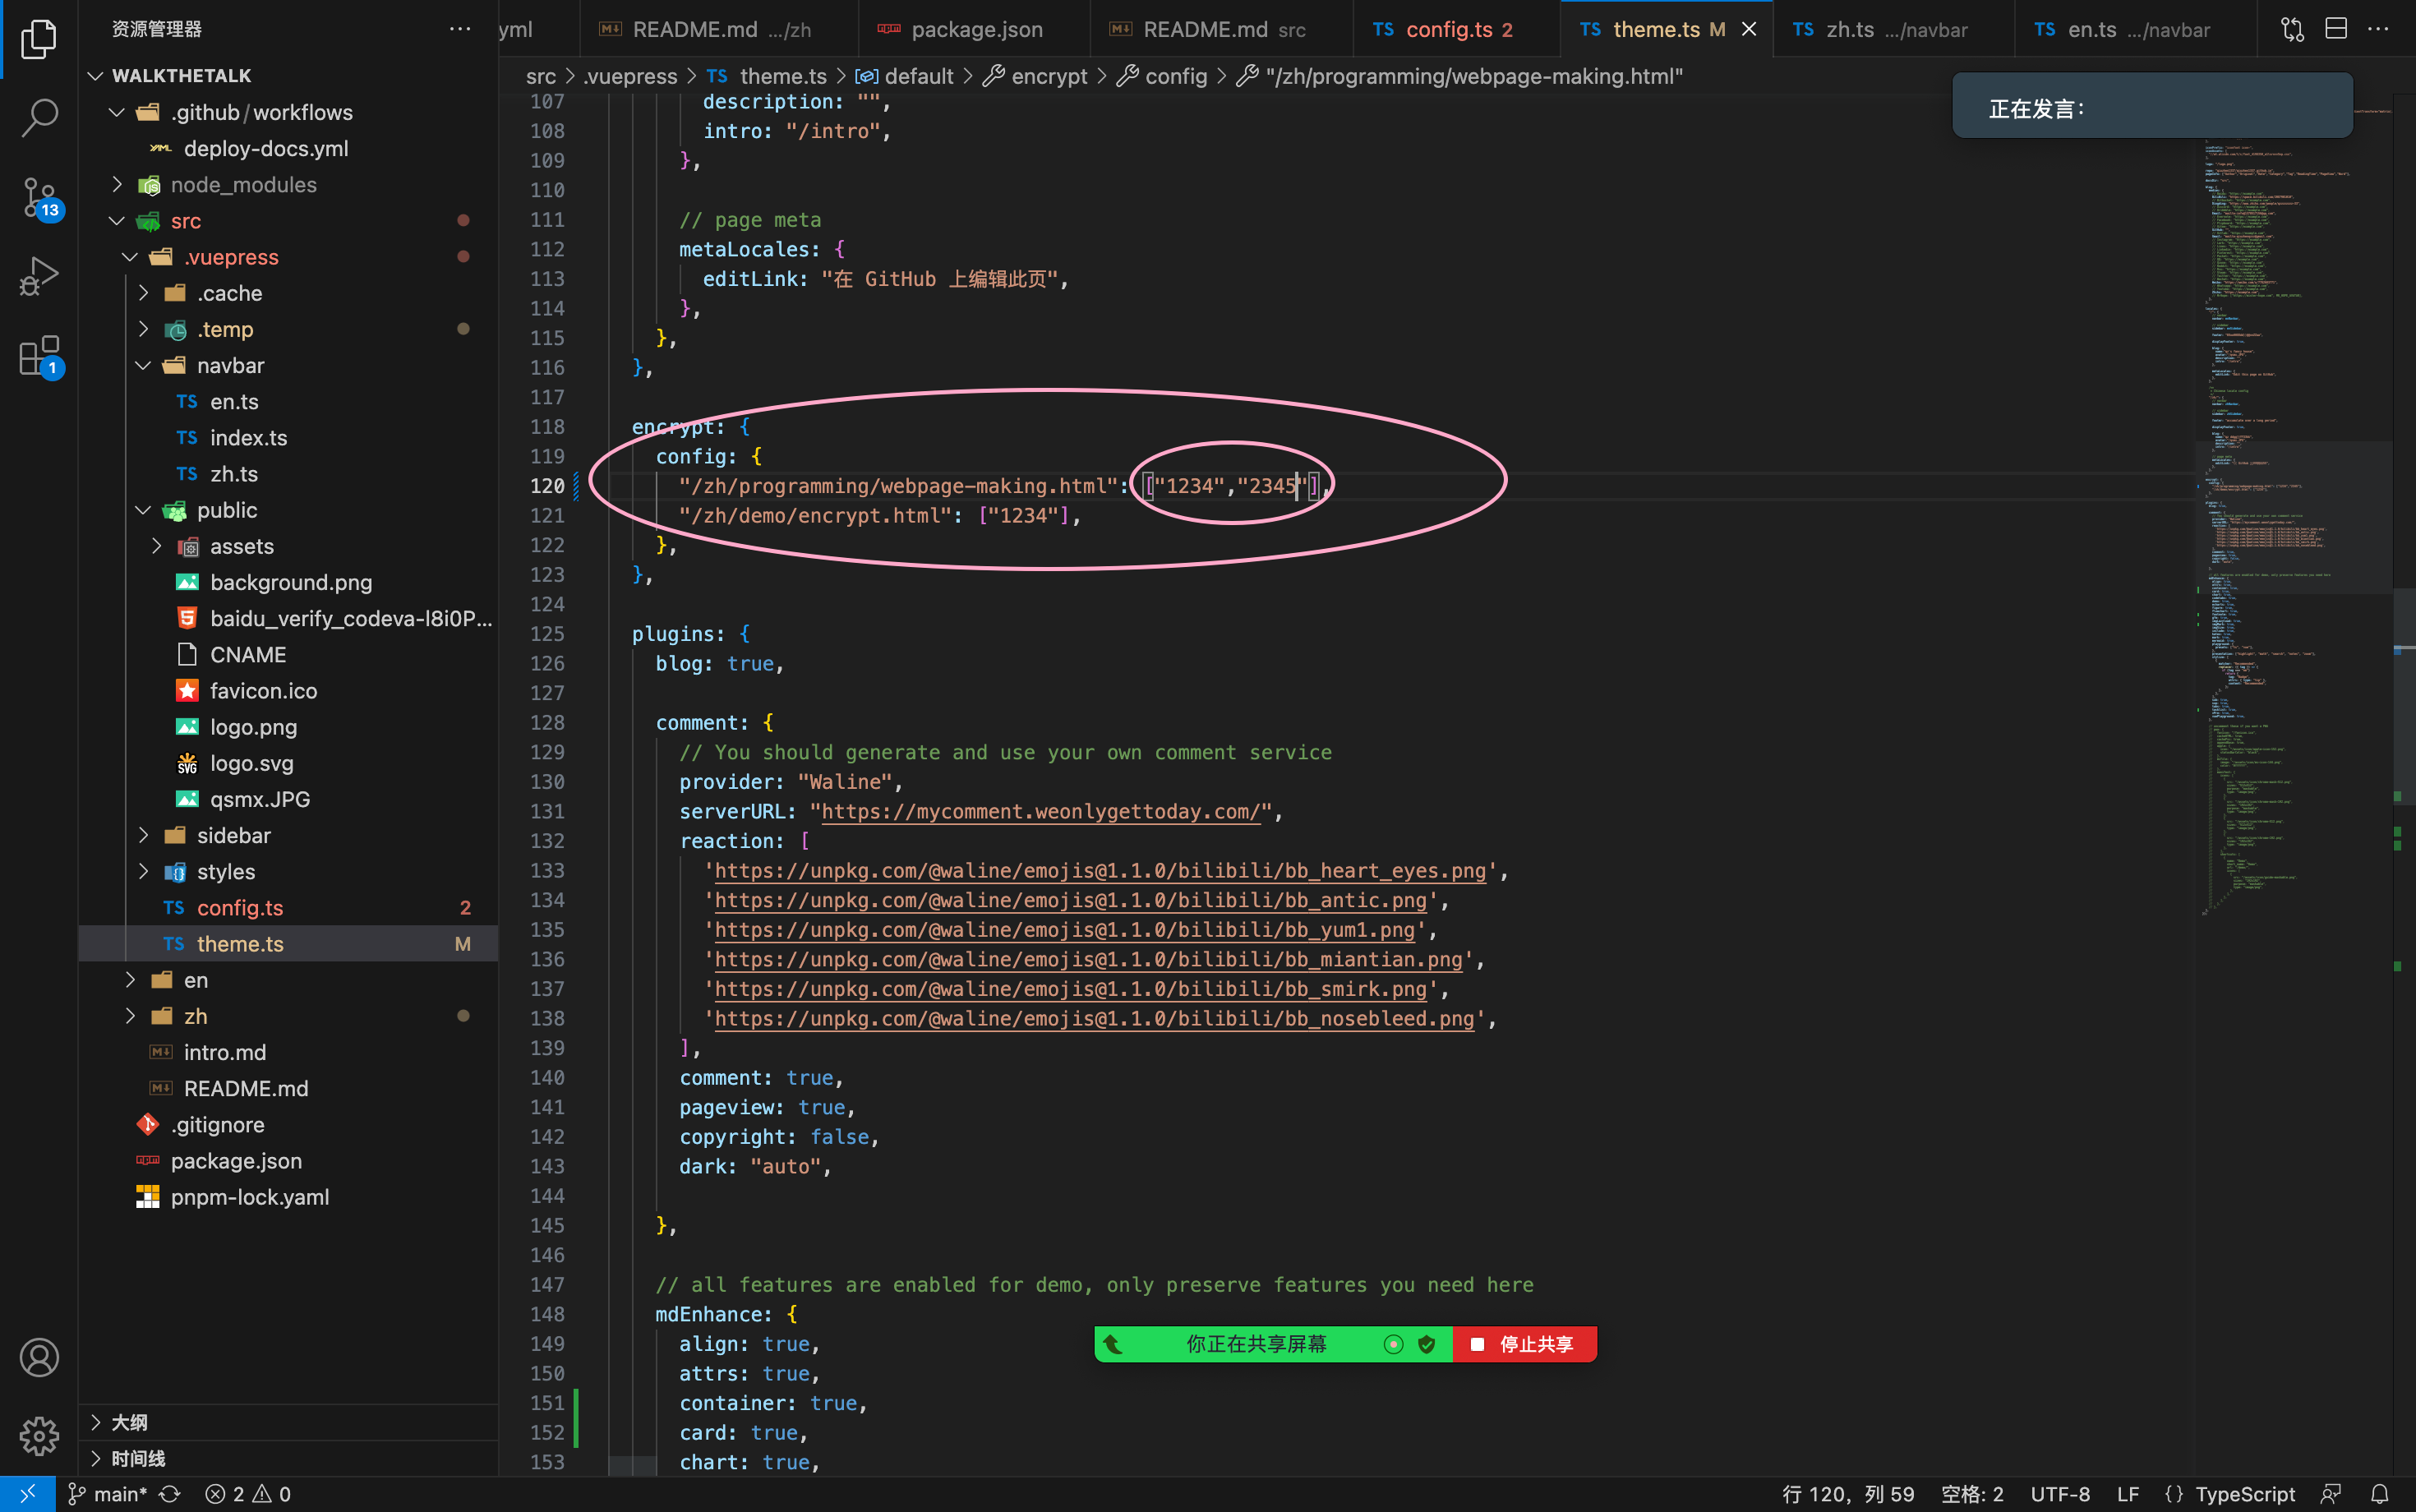 资源管理器
WALKTHETALK
.github/workflows
deploy-docs.yml
node_modules
src
.vuepress
.cache
.temp
navbar
en.ts
index.ts
zh.ts
public
assets
background.png
baidu_verify_codeva-l8i0P...
CNAME
favicon.ico
logo.png
logo.svg
qsmx.JPG
sidebar
styles
config.ts 2
theme.ts M
en
zh
intro.md
README.md
.gitignore
package.json
pnpm-lock.yaml
大纲
时间线
13
1
yml README.md .../zh package.json README.md src config.ts 2 theme.ts M zh.ts .../navbar en.ts .../navbar
src > .vuepress > TS theme.ts > default > encrypt > config > "/zh/programming/webpage-making.html"
正在发言:
107 description: "",
108 intro: "/intro",
109 },
110
111 // page meta
112 metaLocales: {
113 editLink: "在 GitHub 上编辑此页",
114 },
115 },
116 },
117
118 encrypt: {
119 config: {
120 "/zh/programming/webpage-making.html": ["1234","2345"],
121 "/zh/demo/encrypt.html": ["1234"],
122 },
123 },
124
125 plugins: {
126 blog: true,
127
128 comment: {
129 // You should generate and use your own comment service
130 provider: "Waline",
131 serverURL: "https://mycomment.weonlygettoday.com/",
132 reaction: [
133 'https://unpkg.com/@waline/emojis@1.1.0/bilibili/bb_heart_eyes.png',
134 'https://unpkg.com/@waline/emojis@1.1.0/bilibili/bb_antic.png',
135 'https://unpkg.com/@waline/emojis@1.1.0/bilibili/bb_yum1.png',
136 'https://unpkg.com/@waline/emojis@1.1.0/bilibili/bb_miantian.png',
137 'https://unpkg.com/@waline/emojis@1.1.0/bilibili/bb_smirk.png',
138 'https://unpkg.com/@waline/emojis@1.1.0/bilibili/bb_nosebleed.png',
139 ],
140 comment: true,
141 pageview: true,
142 copyright: false,
143 dark: "auto",
144
145 },
146
147 // all features are enabled for demo, only preserve features you need here
148 mdEnhance: {
149 align: true,
150 attrs: true,
151 container: true,
152 card: true,
153 chart: true,
你正在共享屏幕 停止共享
main* 2 0 行 120, 列 59 空格: 2 UTF-8 LF {} TypeScript